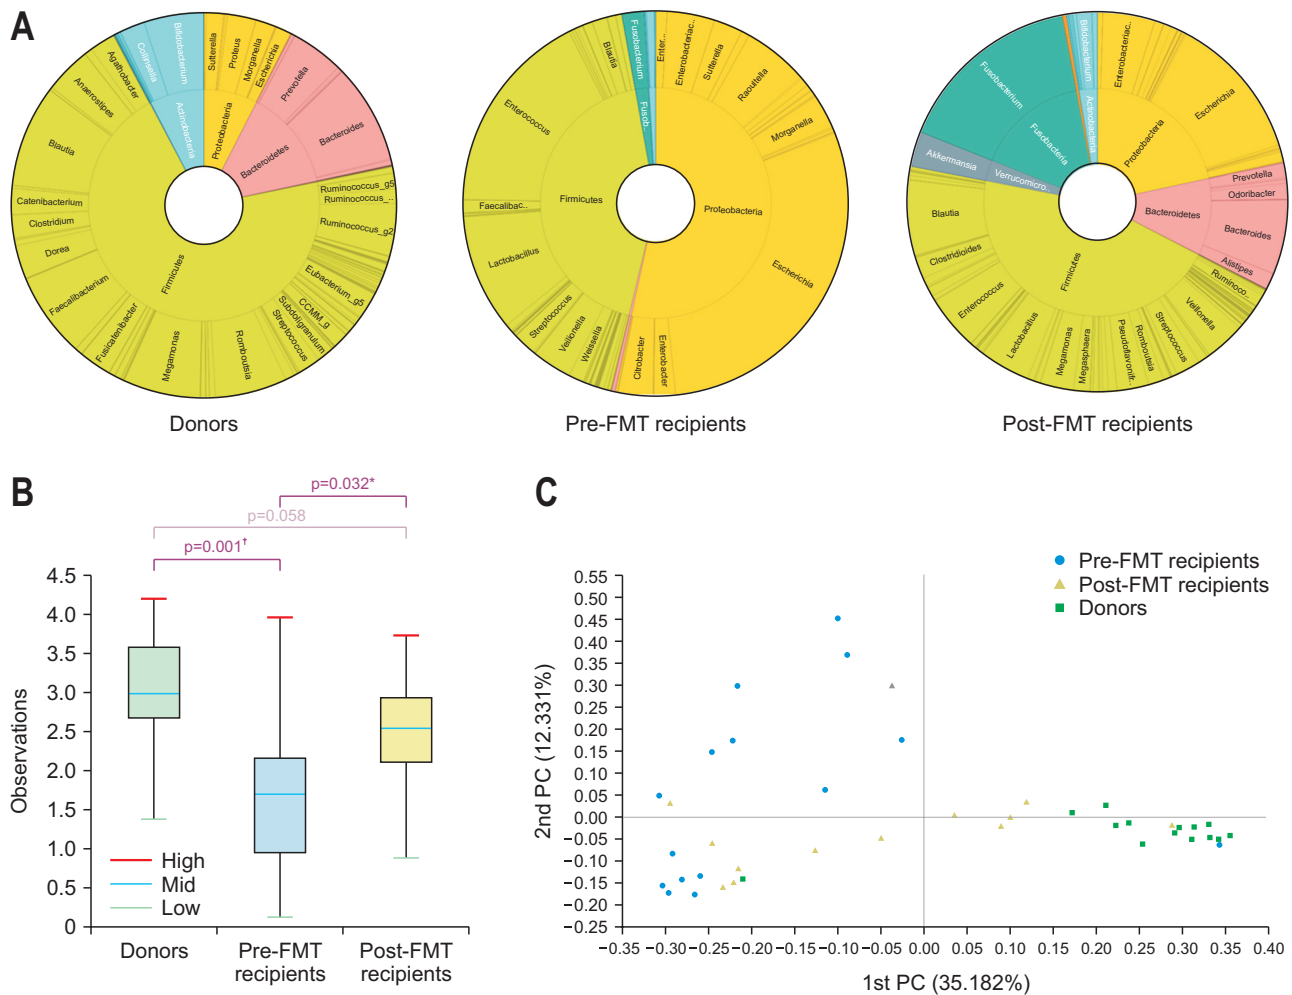 A
Bifidobacterium
Collinsella
Agathobacter
Anaerostipes
Blautia
Catenibacterium
Clostridium
Dorea
Faecalibacterium
Fusicatenibacter
Megamonas
Romboutsia
Streptococcus
Subdoligranulum
CCMM_g
Eubacterium_g5
Ruminococcus_g2
Ruminococcus_..
Ruminococcus_g5
Bacteroides
Prevotella
Escherichia
Morganella
Proteus
Sutterella
Actinobacteria
Proteobacteria
Bacteroidetes
Firmicutes
Donors
Fusobacterium
Blautia
Enterococcus
Faecalibac..
Lactobacillus
Streptococcus
Veillonella
Weissella
Citrobacter
Enterobacter
Escherichia
Morganella
Raoultella
Sutterella
Enterobacteriac..
Enter...
Fusob..
Firmicutes
Proteobacteria
Pre-FMT recipients
Bifidobacterium
Fusobacterium
Akkermansia
Blautia
Clostridioides
Enterococcus
Lactobacillus
Megamonas
Megasphaera
Pseudoflavonifr..
Romboutsia
Streptococcus
Veillonella
Ruminoco..
Alistipes
Bacteroides
Odoribacter
Prevotella
Escherichia
Enterobacteriac..
Actinobacteria
Fusobacteria
Verrucomicro..
Firmicutes
Bacteroidetes
Proteobacteria
Post-FMT recipients
B
p=0.032*
p=0.058
p=0.001†
Observations
4.5
4.0
3.5
3.0
2.5
2.0
1.5
1.0
0.5
0
High
Mid
Low
Donors
Pre-FMT
recipients
Post-FMT
recipients
C
Pre-FMT recipients
Post-FMT recipients
Donors
2nd PC (12.331%)
0.55
0.50
0.45
0.40
0.35
0.30
0.25
0.20
0.15
0.10
0.05
0.00
−0.05
−0.10
−0.15
−0.20
−0.25
−0.35 −0.30 −0.25 −0.20 −0.15 −0.10 −0.05 0.00 0.05 0.10 0.15 0.20 0.25 0.30 0.35 0.40
1st PC (35.182%)